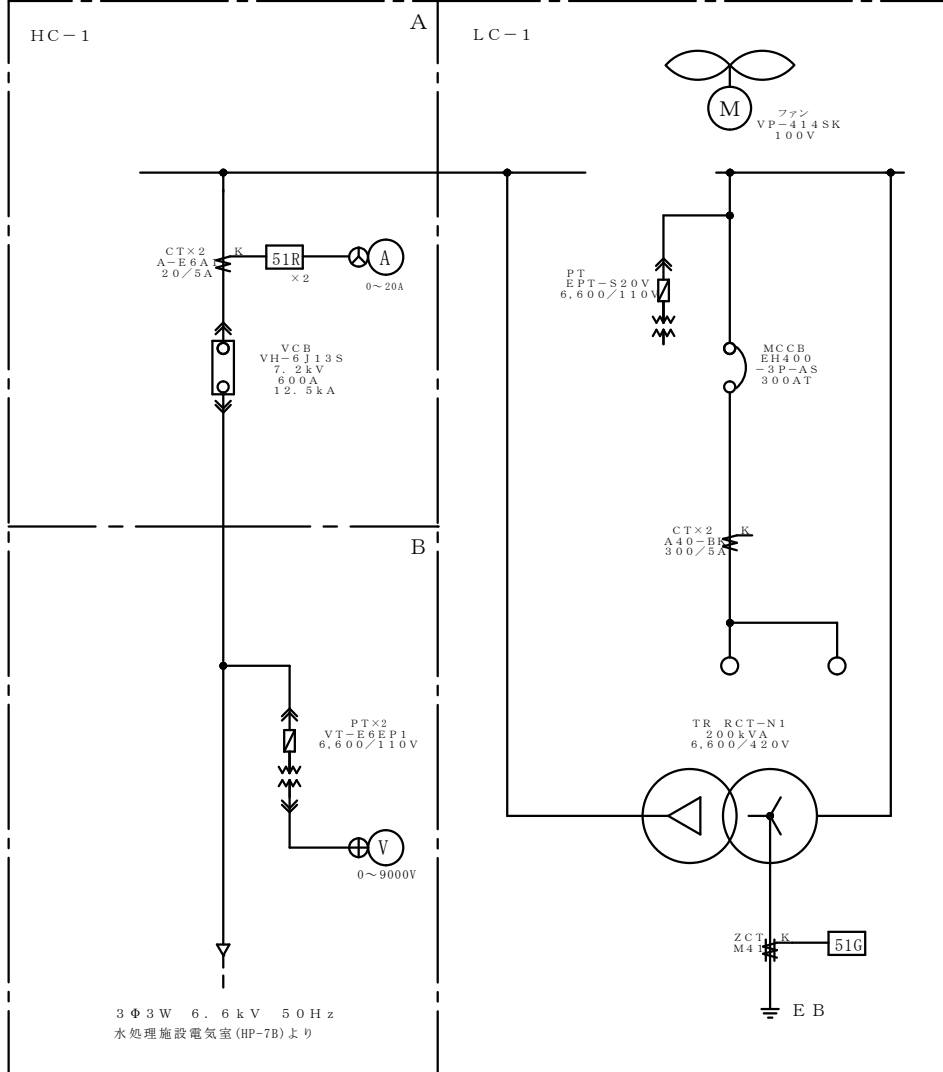 HC－1
A
CT×2
A－E6A1
20／5A
K
51R
×2
A
0～20A
VCB
VH－6J13S
7．2kV
600A
12．5kA
B
PT×2
VT－E6EP1
6,600／110V
V
0～9000V
3Φ3W　6．6kV　50Hz
水処理施設電気室(HP-7B)より
LC－1
M
ファン
VP－414SK
100V
PT
EPT－S20V
6,600／110V
MCCB
EH400
－3P－AS
300AT
CT×2
A40－BK
300／5A
K
TR　RCT－N1
200kVA
6,600／420V
ZCT
M41
K
51G
EB